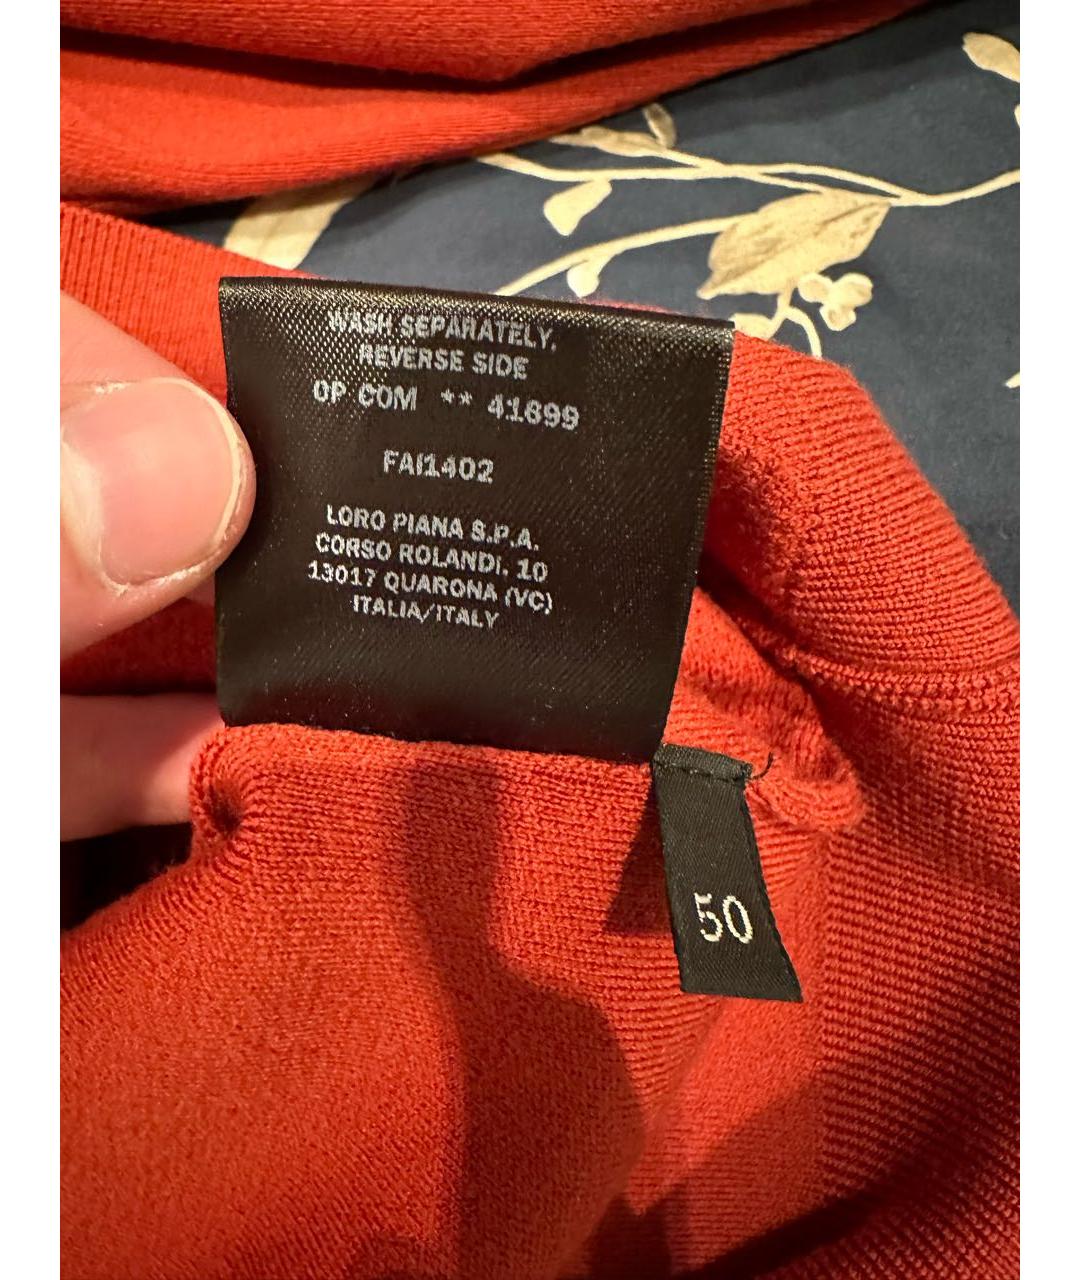 WASH SEPARATELY.
REVERSE SIDE
OP COM ** 41699
FAI1402
LORO PIANA S.P.A.
CORSO ROLANDI, 10
13017 QUARONA (VC)
ITALIA/ITALY
50